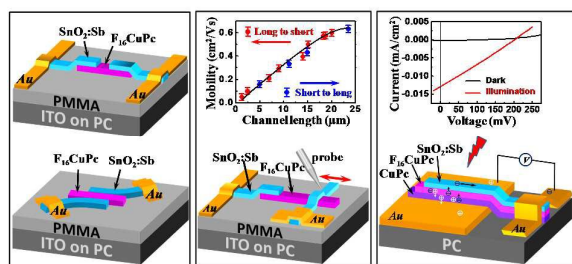 SnO₂:Sb
F₁₆CuPc
Au
Au
PMMA
ITO on PC
F₁₆CuPc
SnO₂:Sb
Au
Au
PMMA
ITO on PC
Mobility (cm²/Vs)
0.6
0.4
0.2
0.0
Long to short
Short to long
0 5 10 15 20 25
Channel length (μm)
SnO₂:Sb
F₁₆CuPc
probe
Au
Au
PMMA
ITO on PC
Current (mA/cm²)
0.005
0.000
-0.005
-0.010
-0.015
Dark
Illumination
0 50 100 150 200 250
Voltage (mV)
SnO₂:Sb
F₁₆CuPc
CuPc
V
Au
Au
PC